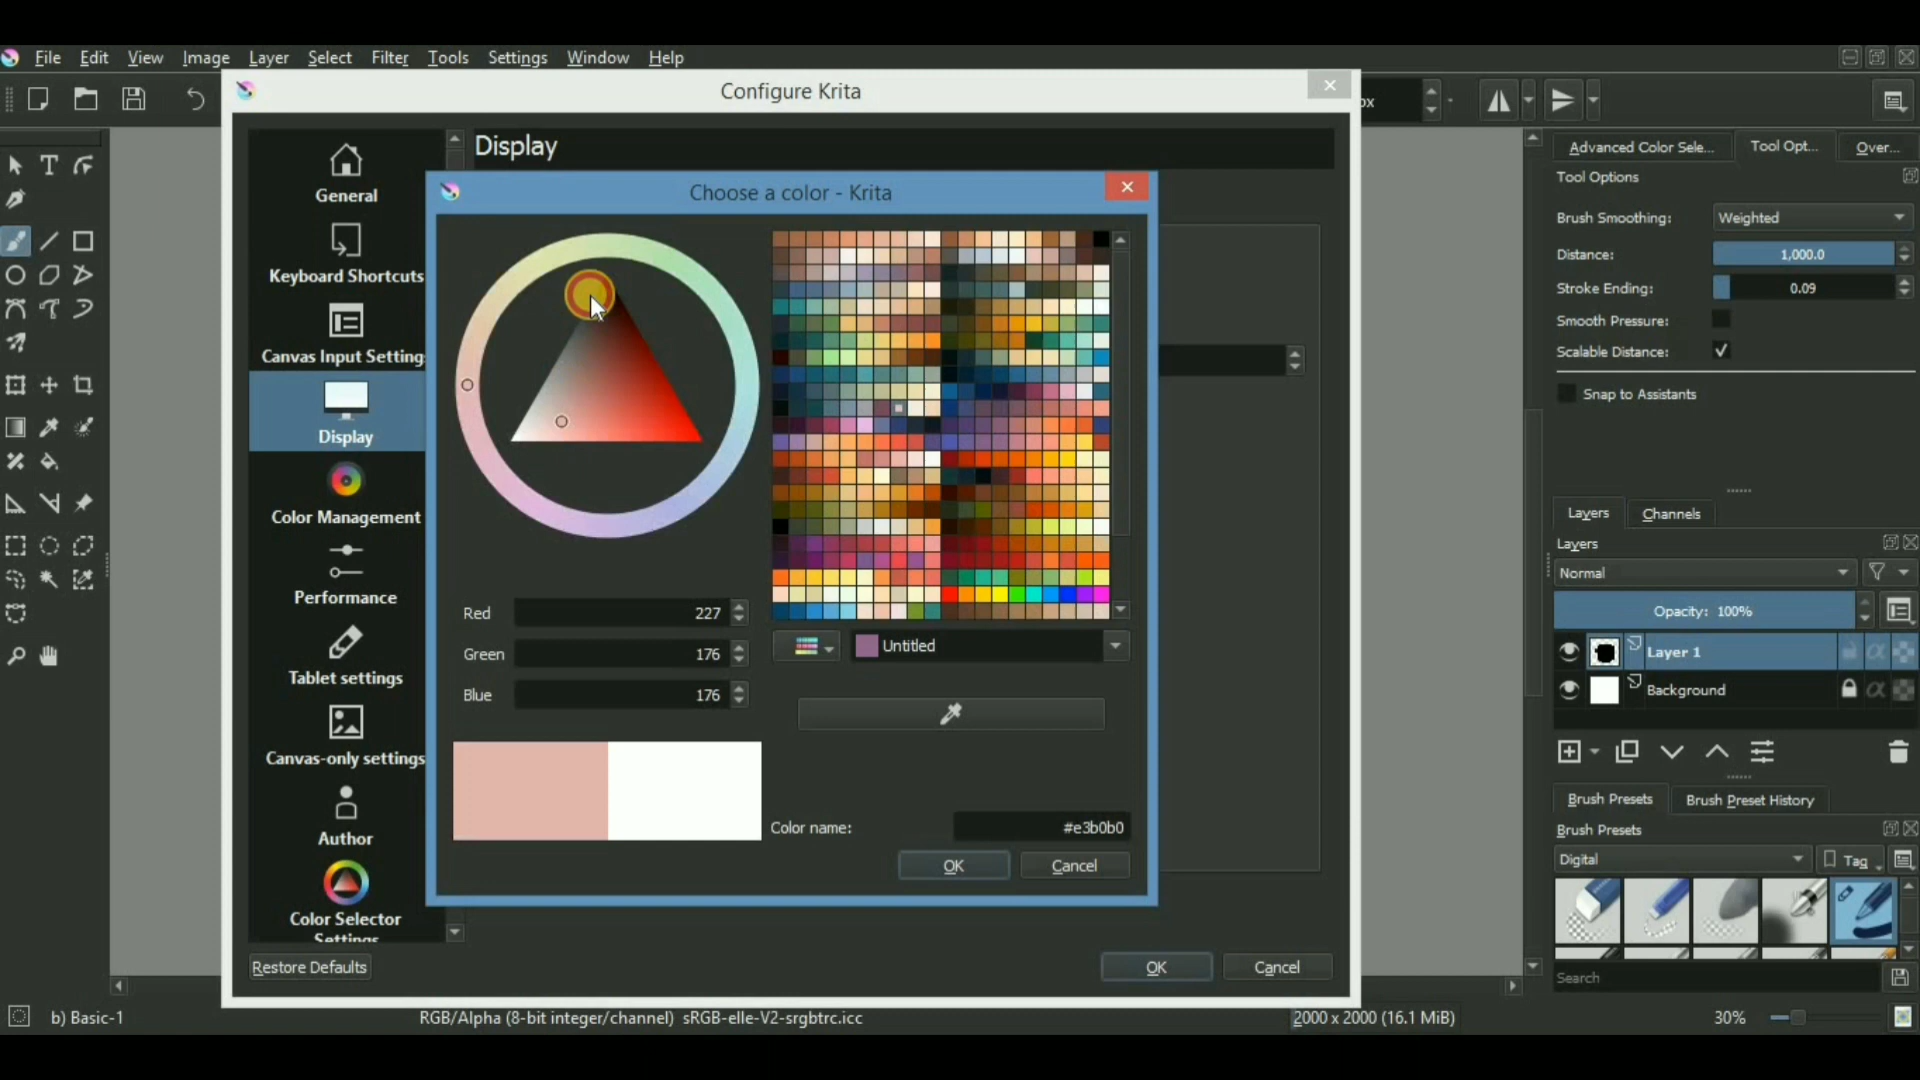 File Edit View Image Layer Select Filter Tools Settings Window Help
Configure Krita
Display
General
Keyboard Shortcuts
Canvas Input Setting
Display
Color Management
Performance
Tablet settings
Canvas-only settings
Author
Color Selector
Settings
Restore Defaults
OK
Cancel
Choose a color - Krita
Red 227
Green 176
Blue 176
Untitled
Color name: #e3b0b0
OK
Cancel
Advanced Color Sele...
Tool Opt...
Over...
Tool Options
Brush Smoothing: Weighted
Distance: 1,000.0
Stroke Ending: 0.09
Smooth Pressure:
Scalable Distance:
Snap to Assistants
Layers
Channels
Layers
Normal
Opacity: 100%
Layer 1
Background
Brush Presets
Brush Preset History
Brush Presets
Digital
Tag
Search
b) Basic-1
RGB/Alpha (8-bit integer/channel) sRGB-elle-V2-srgbtrc.icc
2000 x 2000 (16.1 MiB)
30%